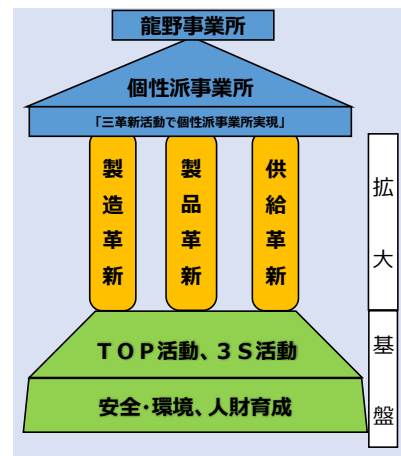 龍野事業所
個性派事業所
「三革新活動で個性派事業所実現」
製造革新
製品革新
供給革新
拡大
TOP活動、3S活動
安全・環境、人財育成
基盤